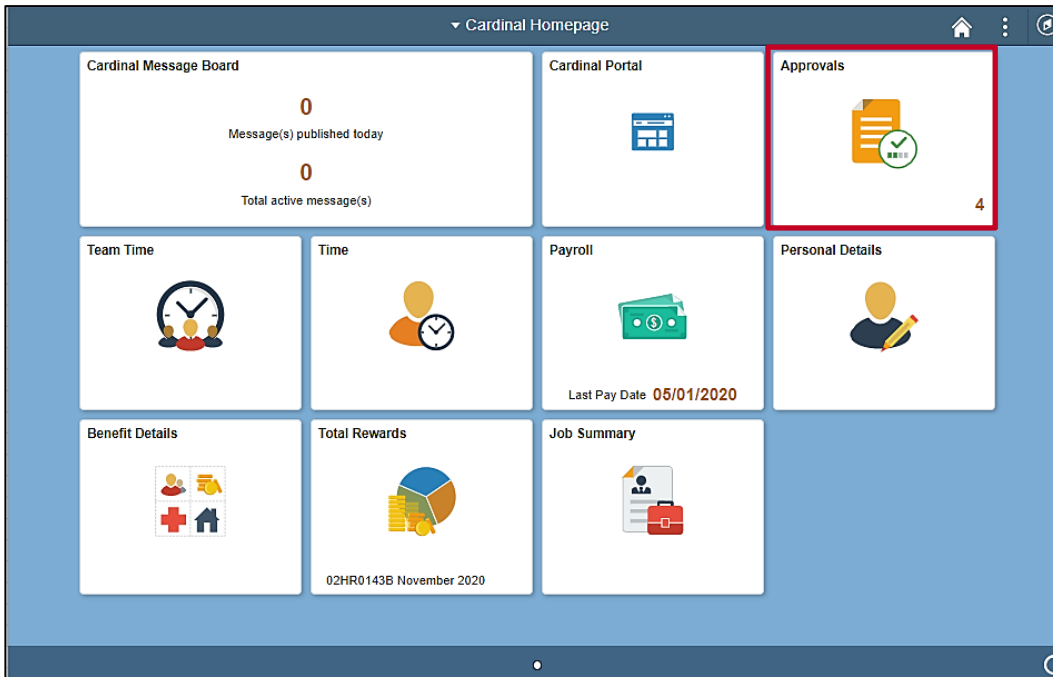 Cardinal Homepage
Cardinal Message Board
0
Message(s) published today
0
Total active message(s)
Cardinal Portal
Approvals
4
Team Time
Time
Payroll
Last Pay Date 05/01/2020
Personal Details
Benefit Details
Total Rewards
02HR0143B November 2020
Job Summary